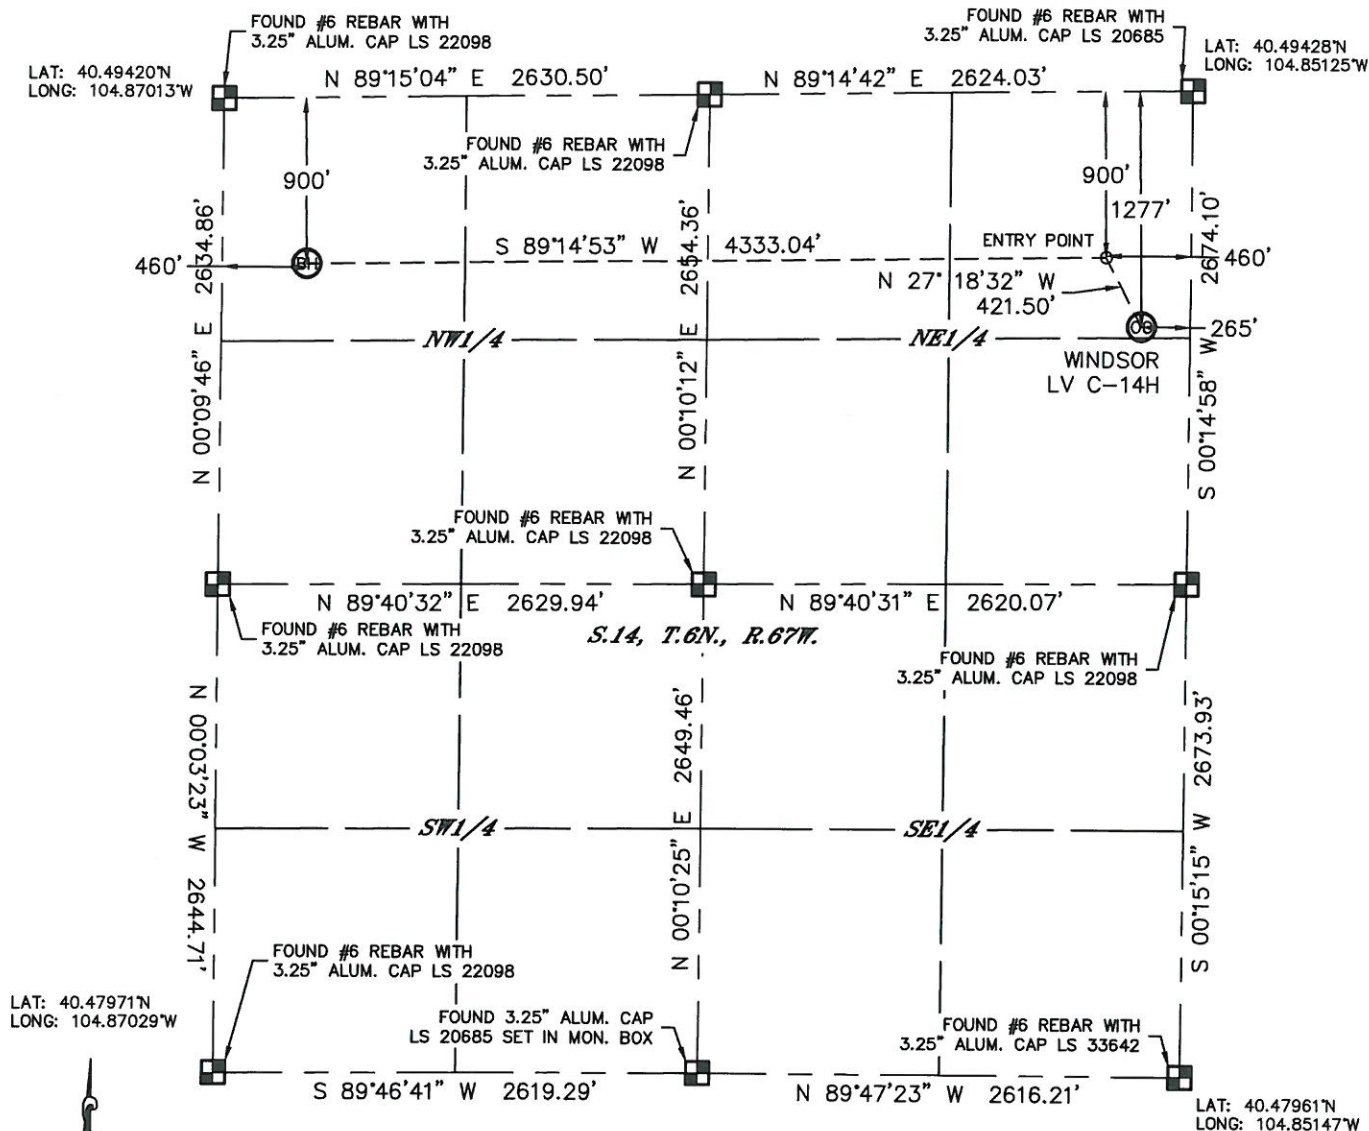 FOUND #6 REBAR WITH
3.25" ALUM. CAP LS 22098
FOUND #6 REBAR WITH
3.25" ALUM. CAP LS 20685
LAT: 40.49420°N
LONG: 104.87013°W
LAT: 40.49428°N
LONG: 104.85125°W
N 89°15'04" E 2630.50'
N 89°14'42" E 2624.03'
FOUND #6 REBAR WITH
3.25" ALUM. CAP LS 22098
900'
900'
1277'
460'
BH
S 89°14'53" W 4333.04'
ENTRY POINT
460'
N 27°18'32" W
421.50'
265'
N 00°09'46" E 2634.86'
N 00°10'12" E 2654.36'
S 00°14'58" W 2674.10'
NW1/4
NE1/4
WINDSOR
LV C-14H
FOUND #6 REBAR WITH
3.25" ALUM. CAP LS 22098
N 89°40'32" E 2629.94'
N 89°40'31" E 2620.07'
FOUND #6 REBAR WITH
3.25" ALUM. CAP LS 22098
S.14, T.6N., R.67W.
FOUND #6 REBAR WITH
3.25" ALUM. CAP LS 22098
N 00°03'23" W 2644.71'
N 00°10'25" E 2649.46'
S 00°15'15" W 2673.93'
SW1/4
SE1/4
FOUND #6 REBAR WITH
3.25" ALUM. CAP LS 22098
LAT: 40.47971°N
LONG: 104.87029°W
FOUND 3.25" ALUM. CAP
LS 20685 SET IN MON. BOX
FOUND #6 REBAR WITH
3.25" ALUM. CAP LS 33642
S 89°46'41" W 2619.29'
N 89°47'23" W 2616.21'
LAT: 40.47961°N
LONG: 104.85147°W